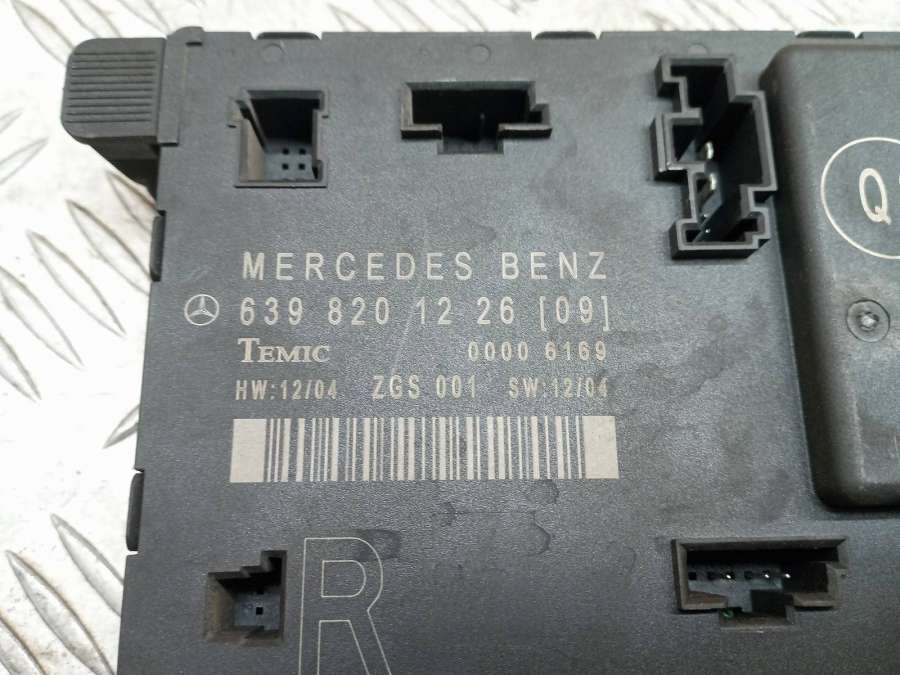 Q
MERCEDES BENZ
639 820 12 26 [09]
TEMIC 0000 6169
HW:12/04 ZGS 001 SW:12/04
R